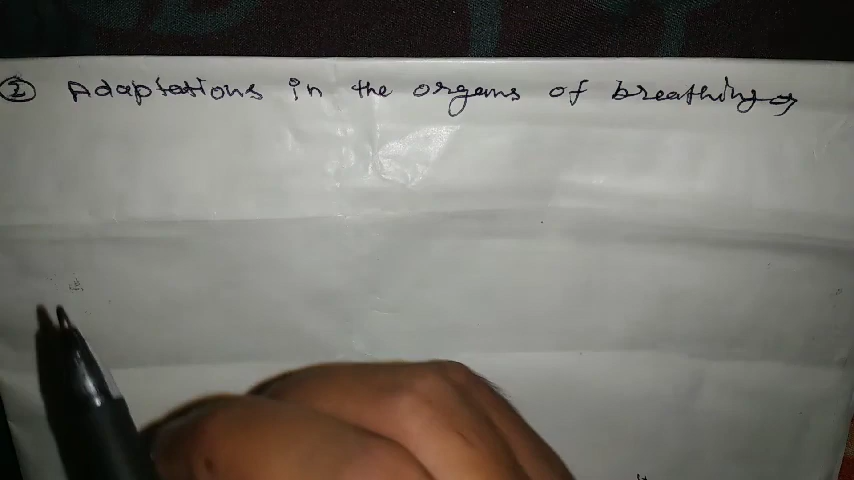 ② Adaptations in the organs of breathing →